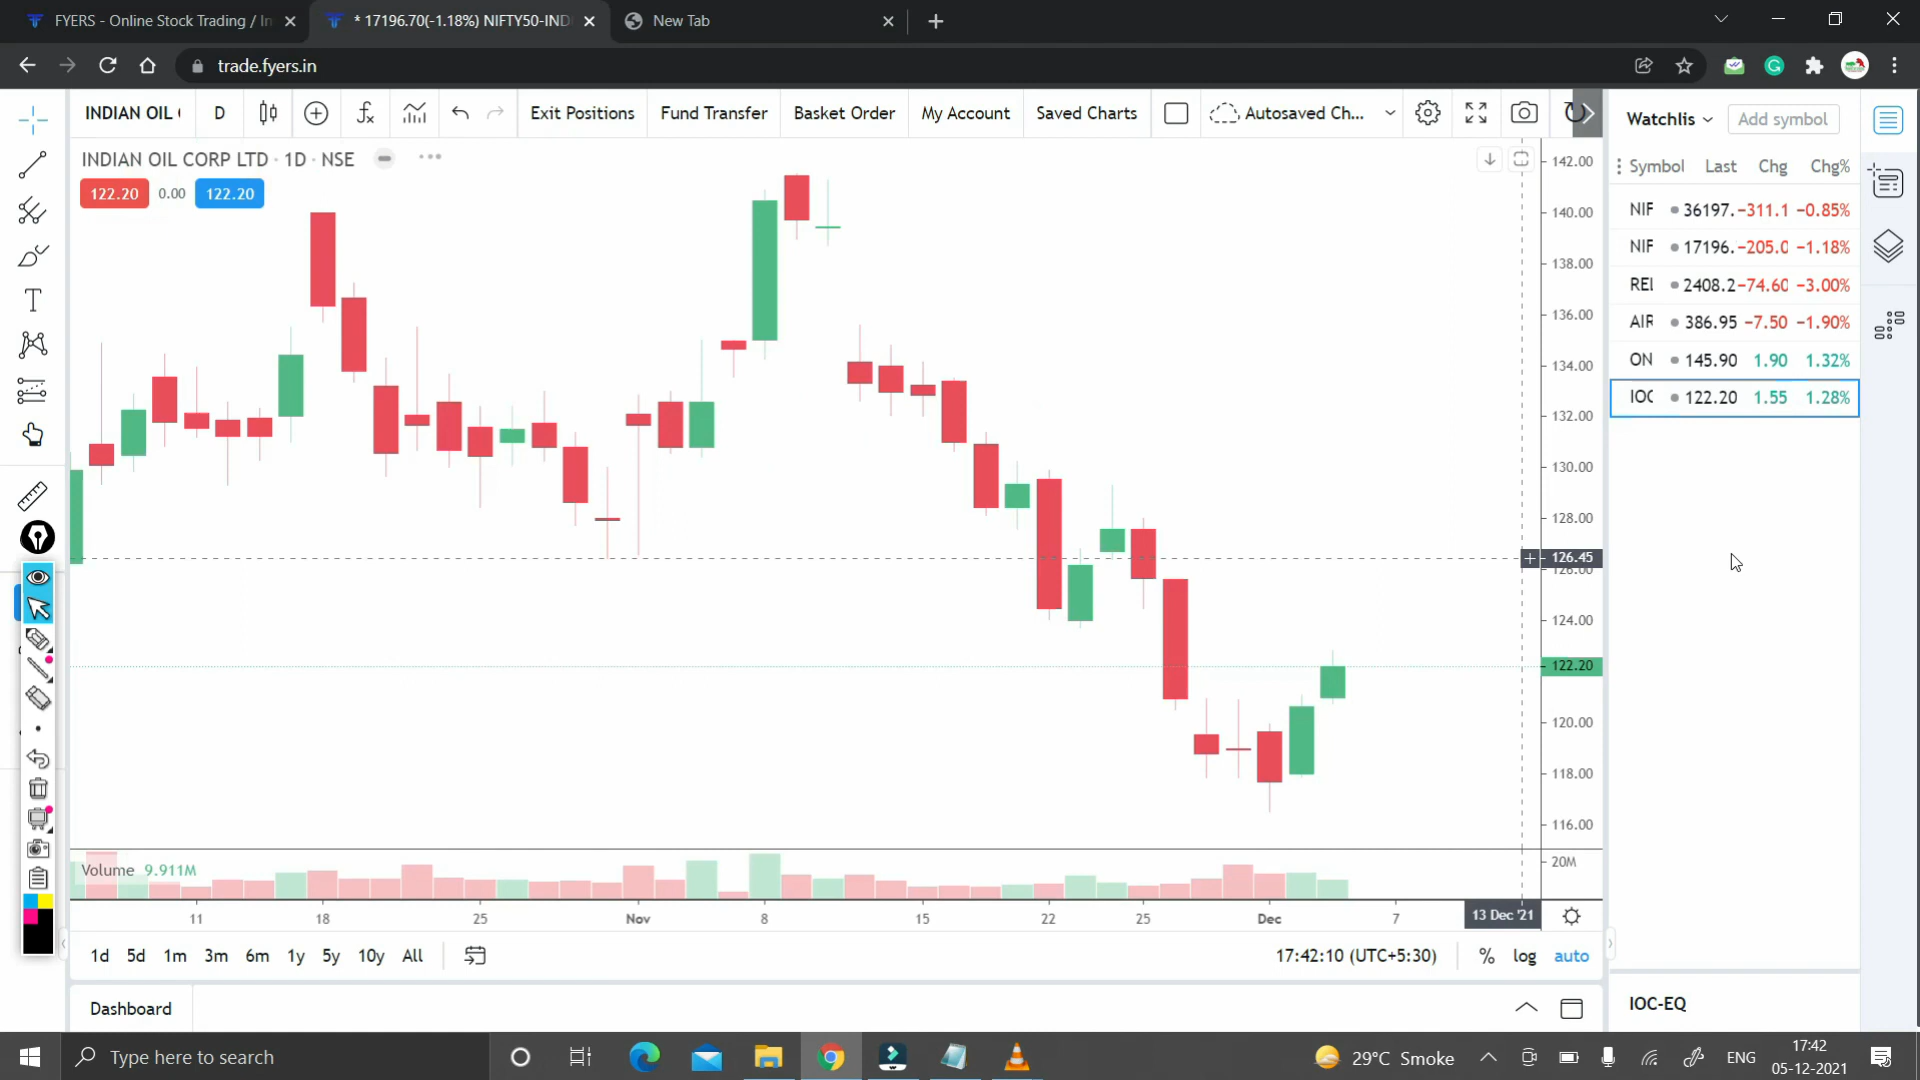 FYERS - Online Stock Trading / In
* 17196.70(-1.18%) NIFTY50-IND
New Tab
trade.fyers.in
INDIAN OIL
D
Exit Positions
Fund Transfer
Basket Order
My Account
Saved Charts
Autosaved Ch...
Watchlis
Add symbol
INDIAN OIL CORP LTD · 1D · NSE
122.20
0.00
122.20
Symbol Last Chg Chg%
NIF 36197. -311.1 -0.85%
NIF 17196. -205.0 -1.18%
REL 2408.2 -74.60 -3.00%
AIR 386.95 -7.50 -1.90%
ON 145.90 1.90 1.32%
IOC 122.20 1.55 1.28%
142.00
140.00
138.00
136.00
134.00
132.00
130.00
128.00
126.45
126.00
124.00
122.20
120.00
118.00
116.00
Volume 9.911M
20M
11 18 25 Nov 8 15 22 25 Dec 7 13 Dec '21
1d 5d 1m 3m 6m 1y 5y 10y All
17:42:10 (UTC+5:30)
% log auto
Dashboard
IOC-EQ
Type here to search
29°C Smoke
ENG
17:42
05-12-2021